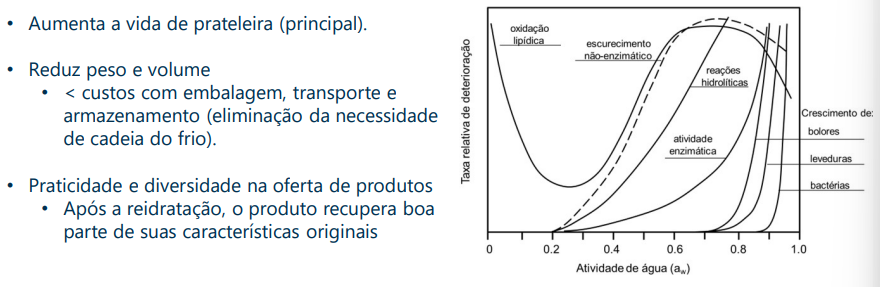 • Aumenta a vida de prateleira (principal).
• Reduz peso e volume
• < custos com embalagem, transporte e
armazenamento (eliminação da necessidade
de cadeia do frio).
• Praticidade e diversidade na oferta de produtos
• Após a reidratação, o produto recupera boa
parte de suas características originais
Taxa relativa de deterioração
oxidação
lipídica
escurecimento
não-enzimático
reações
hidrolíticas
atividade
enzimática
Crescimento de:
bolores
leveduras
bactérias
0 0.2 0.4 0.6 0.8 1.0
Atividade de água (aw)